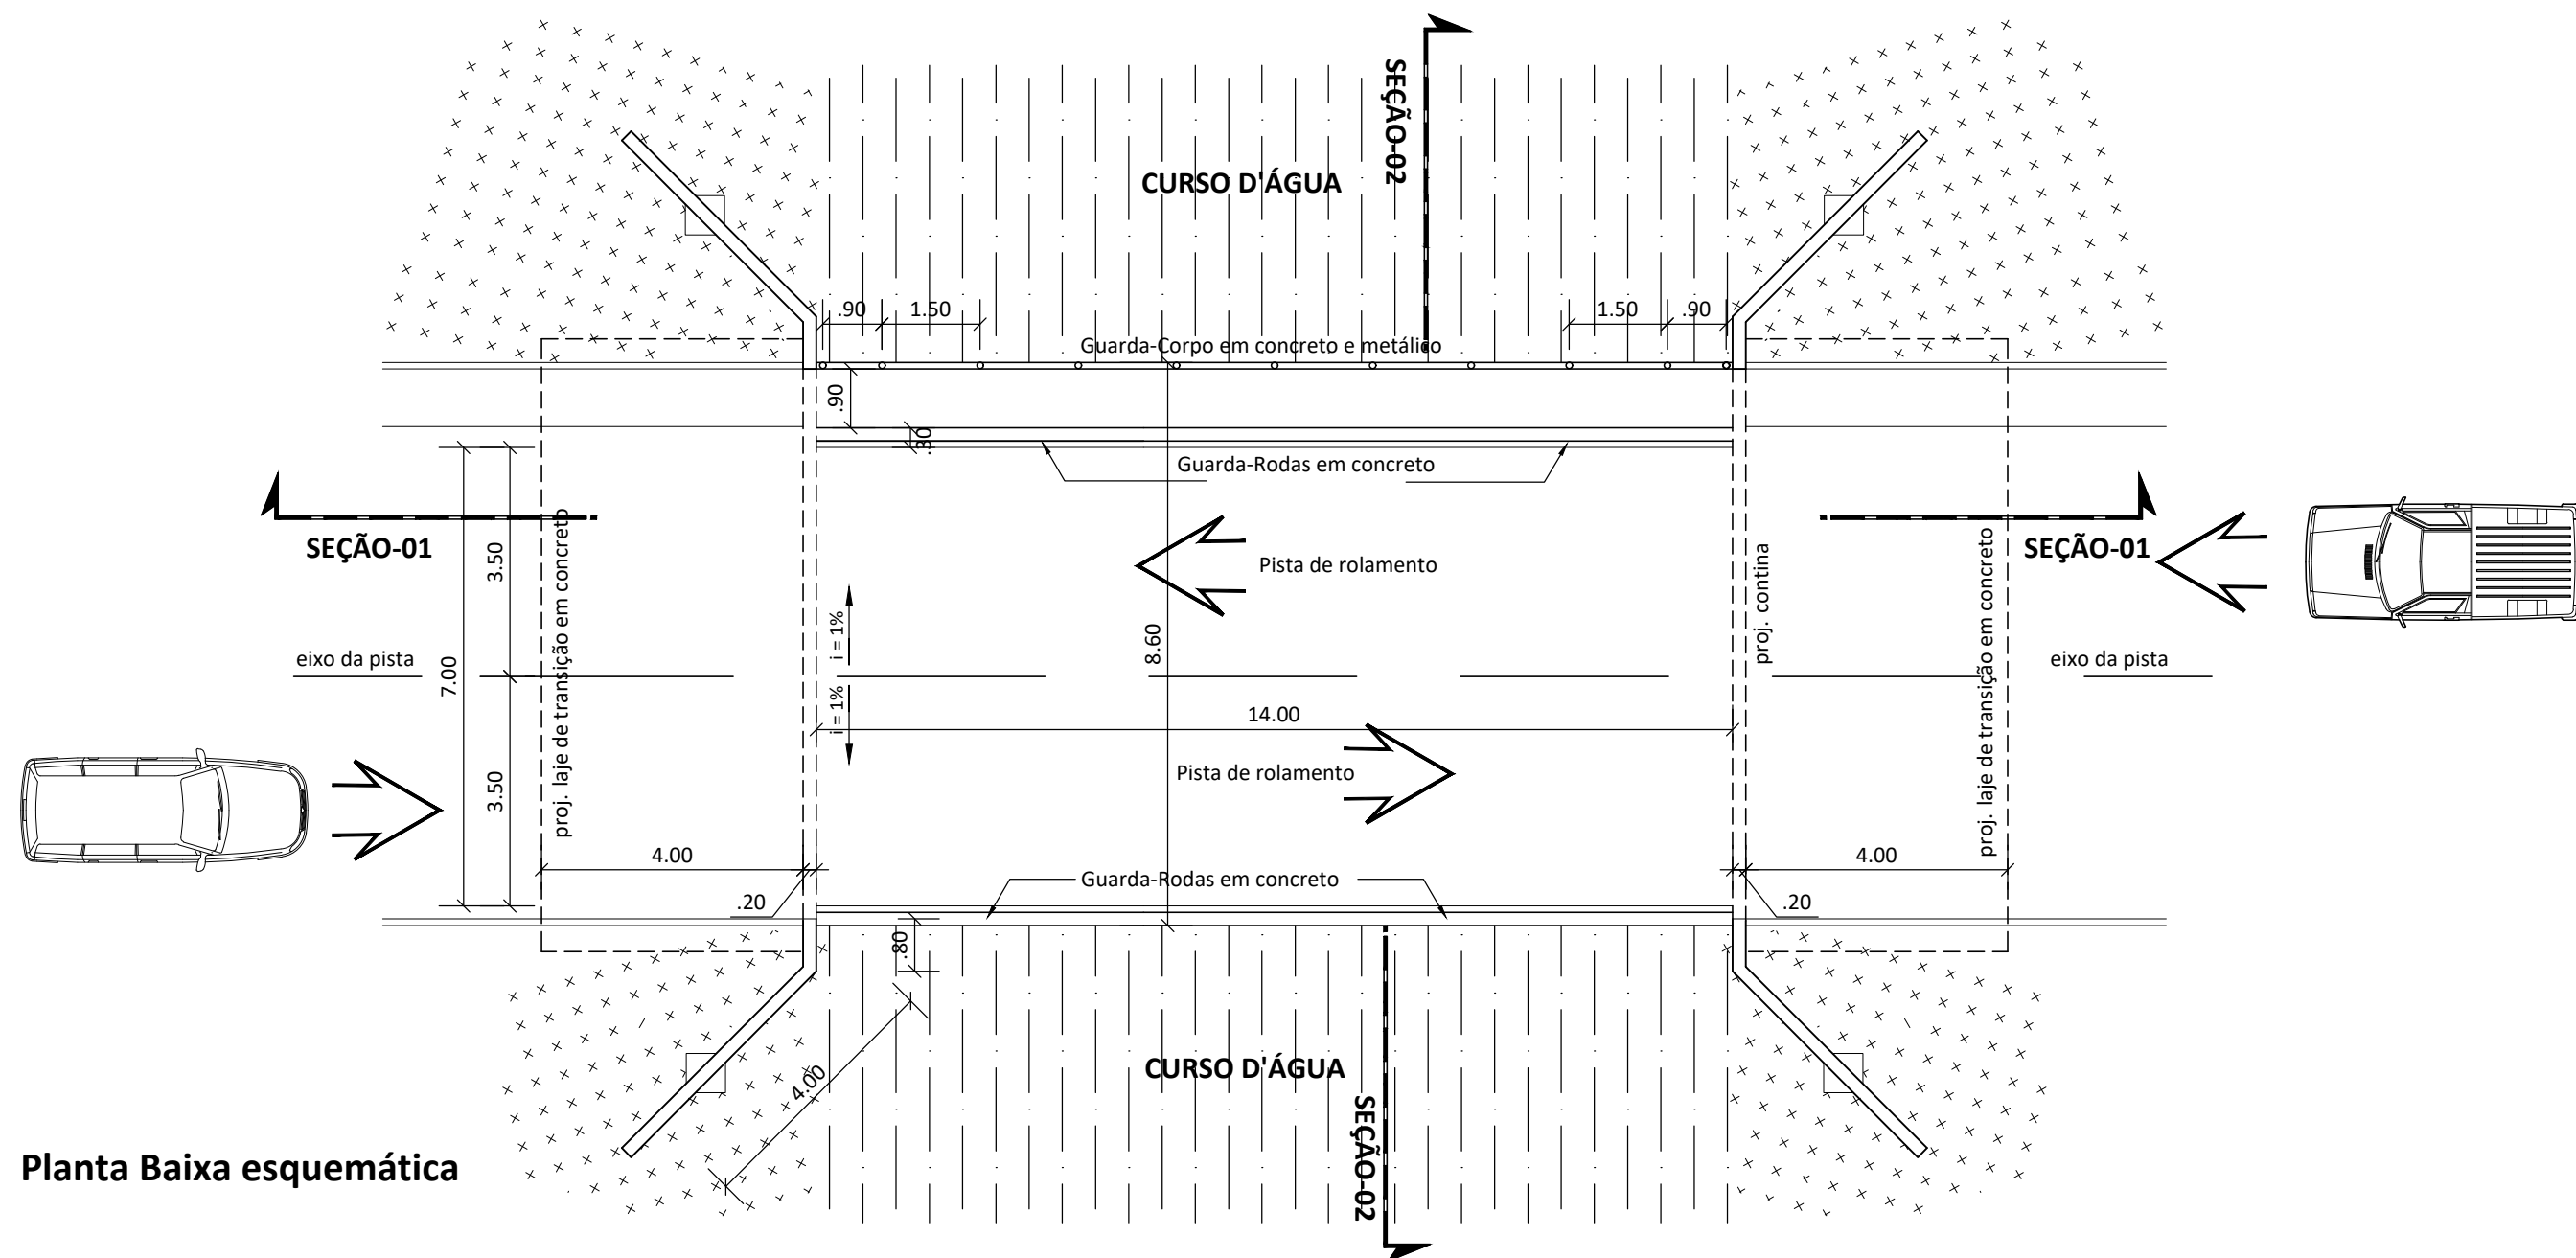 SEÇÃO-02
CURSO D'ÁGUA
.90
1.50
1.50
.90
Guarda-Corpo em concreto e metálico
.90
.30
Guarda-Rodas em concreto
SEÇÃO-01
SEÇÃO-01
3.50
proj. laje de transição em concreto
Pista de rolamento
proj. contina
proj. laje de transição em concreto
i = 1%
8.60
eixo da pista
eixo da pista
7.00
i = 1%
14.00
3.50
Pista de rolamento
4.00
4.00
Guarda-Rodas em concreto
.20
.20
.80
CURSO D'ÁGUA
4.00
SEÇÃO-02
Planta Baixa esquemática